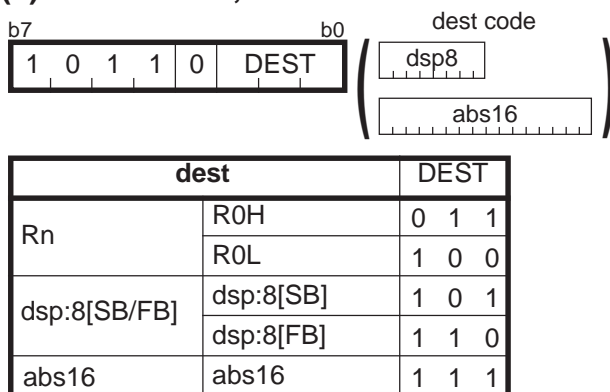 b7 b0 dest code
1 0 1 1 0 DEST dsp8
abs16
dest DEST
Rn R0H 0 1 1
R0L 1 0 0
dsp:8[SB/FB] dsp:8[SB] 1 0 1
dsp:8[FB] 1 1 0
abs16 abs16 1 1 1